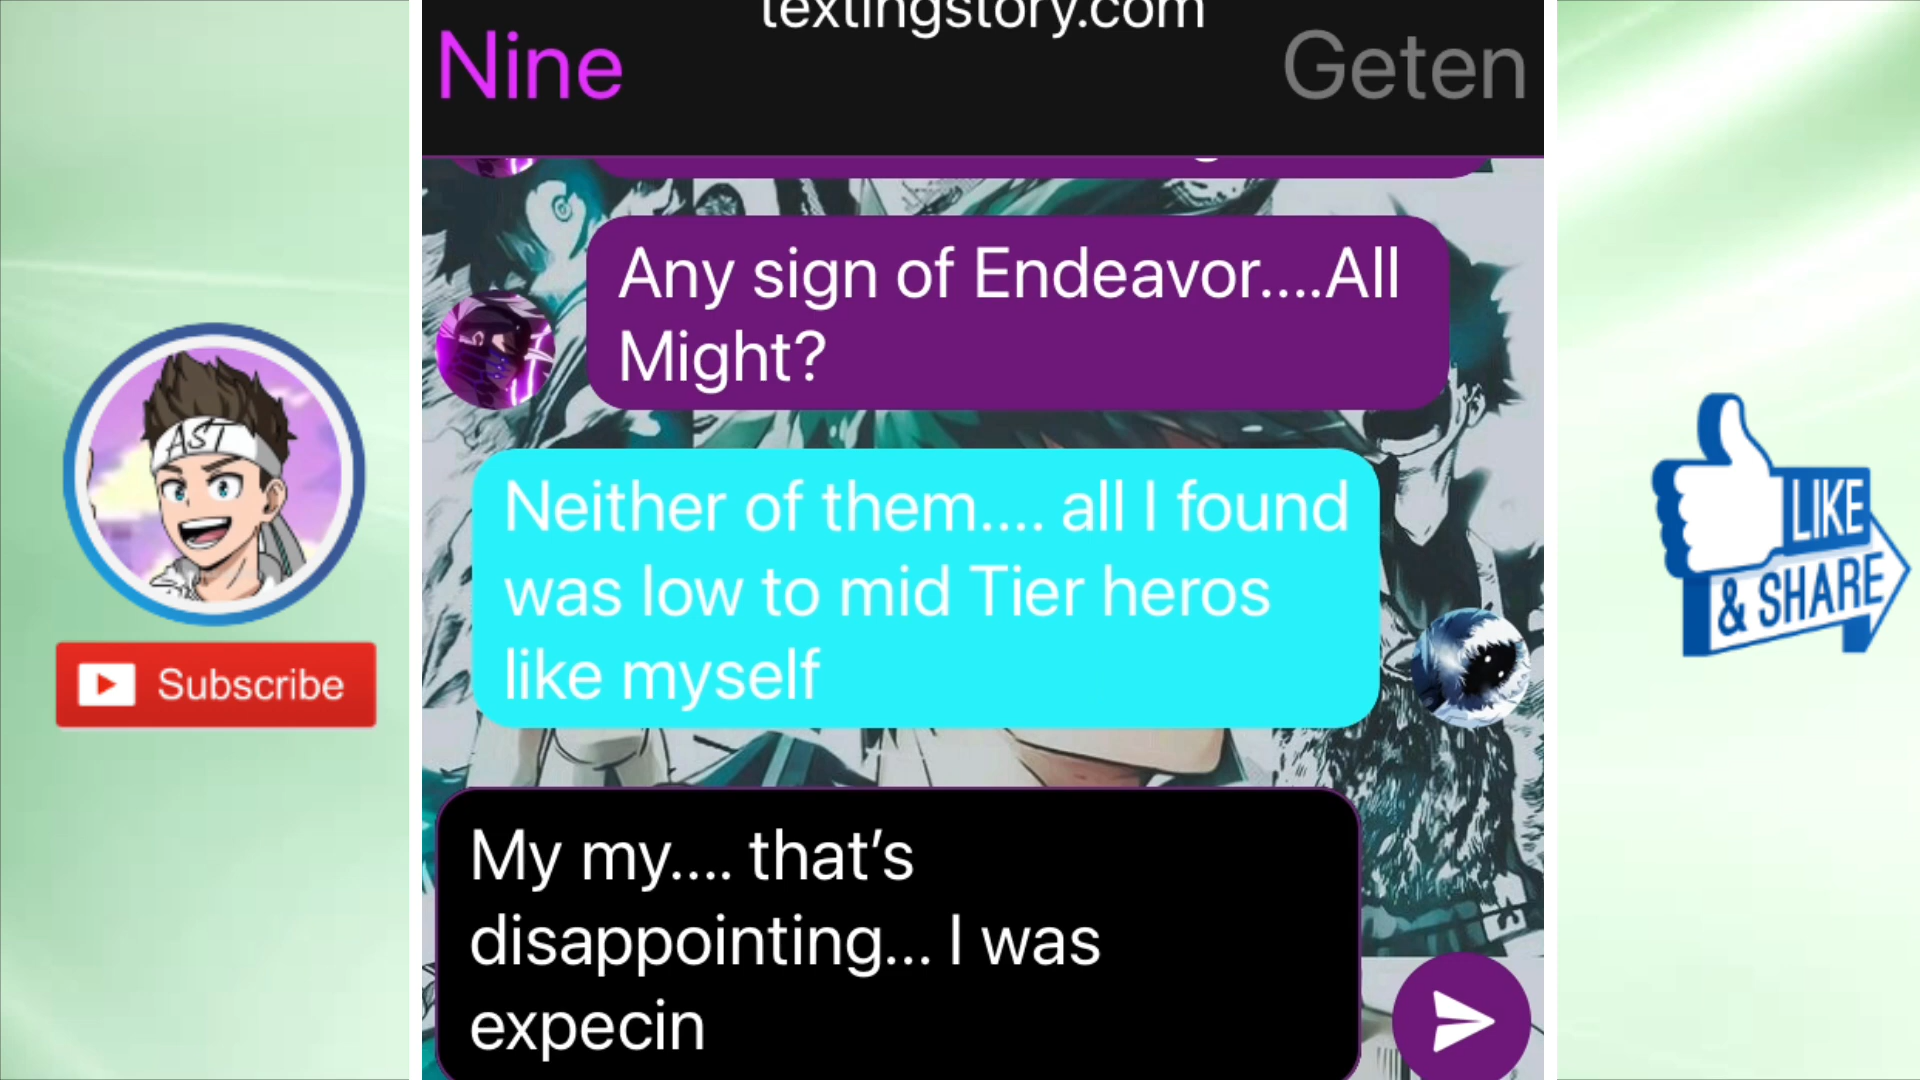 textingstory.com
Nine
Geten
Any sign of Endeavor....All
Might?
Neither of them.... all I found
was low to mid Tier heros
like myself
My my.... that’s
disappointing... I was
expecin
AST
Subscribe
LIKE
& SHARE